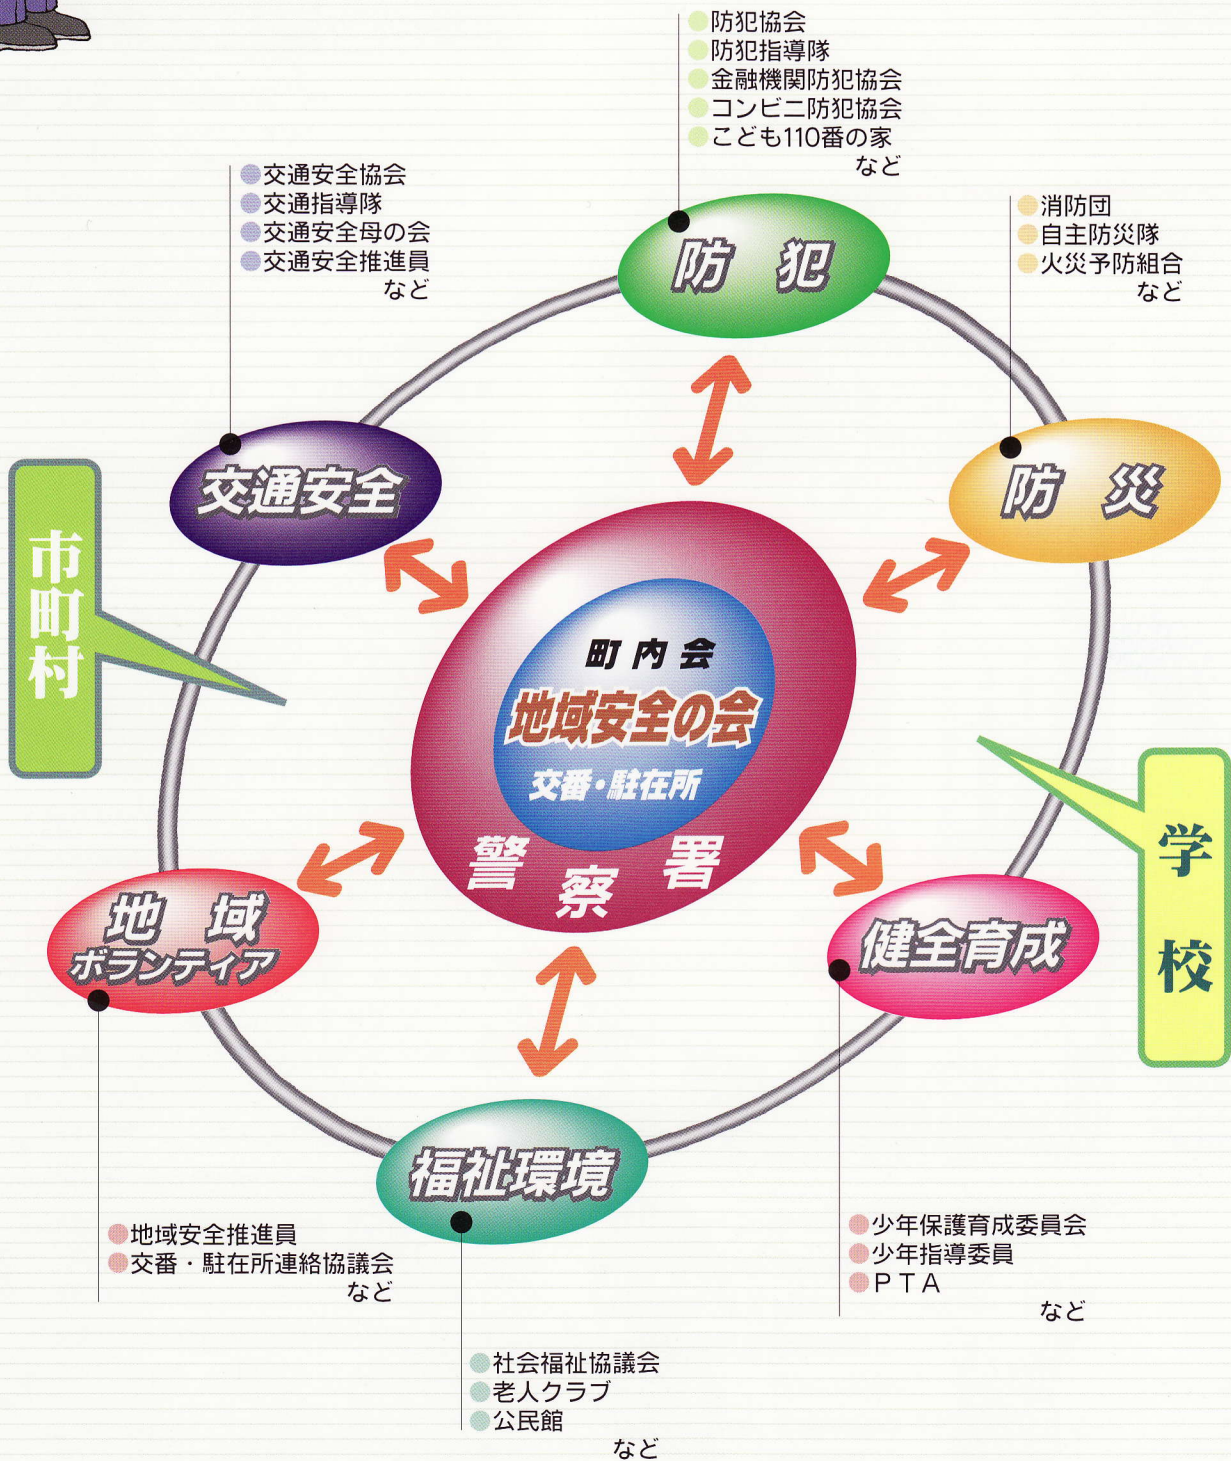 防犯協会
防犯指導隊
金融機関防犯協会
コンビニ防犯協会
こども110番の家
など
交通安全協会
交通指導隊
交通安全母の会
交通安全推進員
など
消防団
自主防災隊
火災予防組合
など
防 犯
交通安全
防 災
市町村
町内会
地域安全の会
交番・駐在所
警察署
学校
地 域
ボランティア
健全育成
福祉環境
地域安全推進員
交番・駐在所連絡協議会
など
少年保護育成委員会
少年指導委員
PTA
など
社会福祉協議会
老人クラブ
公民館
など